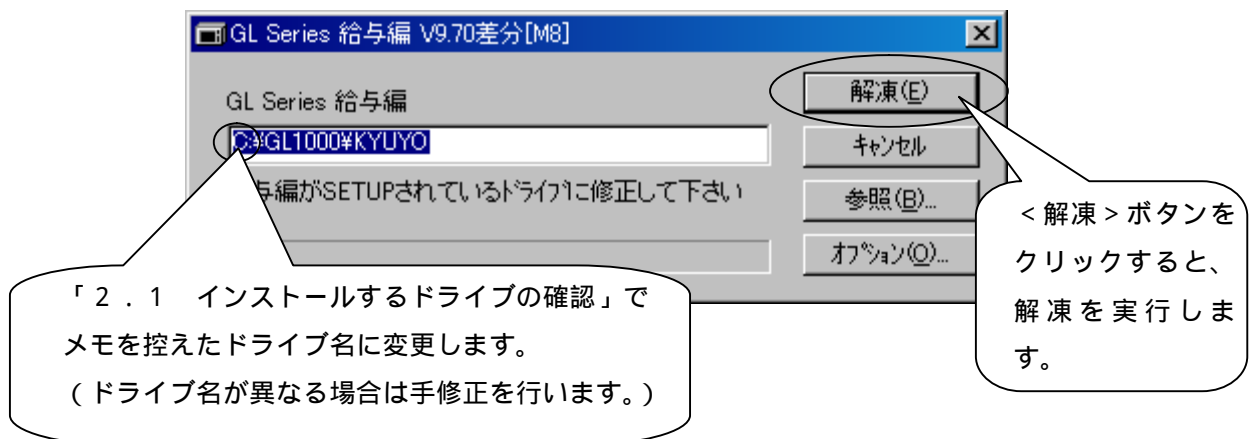 GL Series 給与編 V9.70差分[M8]
GL Series 給与編
解凍(E)
C:¥GL1000¥KYUYO
キャンセル
与編がSETUPされているドライブに修正して下さい
参照(B)...
オプション(O)...
「２．１　インストールするドライブの確認」で
メモを控えたドライブ名に変更します。
(ドライブ名が異なる場合は手修正を行います。)
<解凍>ボタンを
クリックすると、
解凍を実行しま
す。